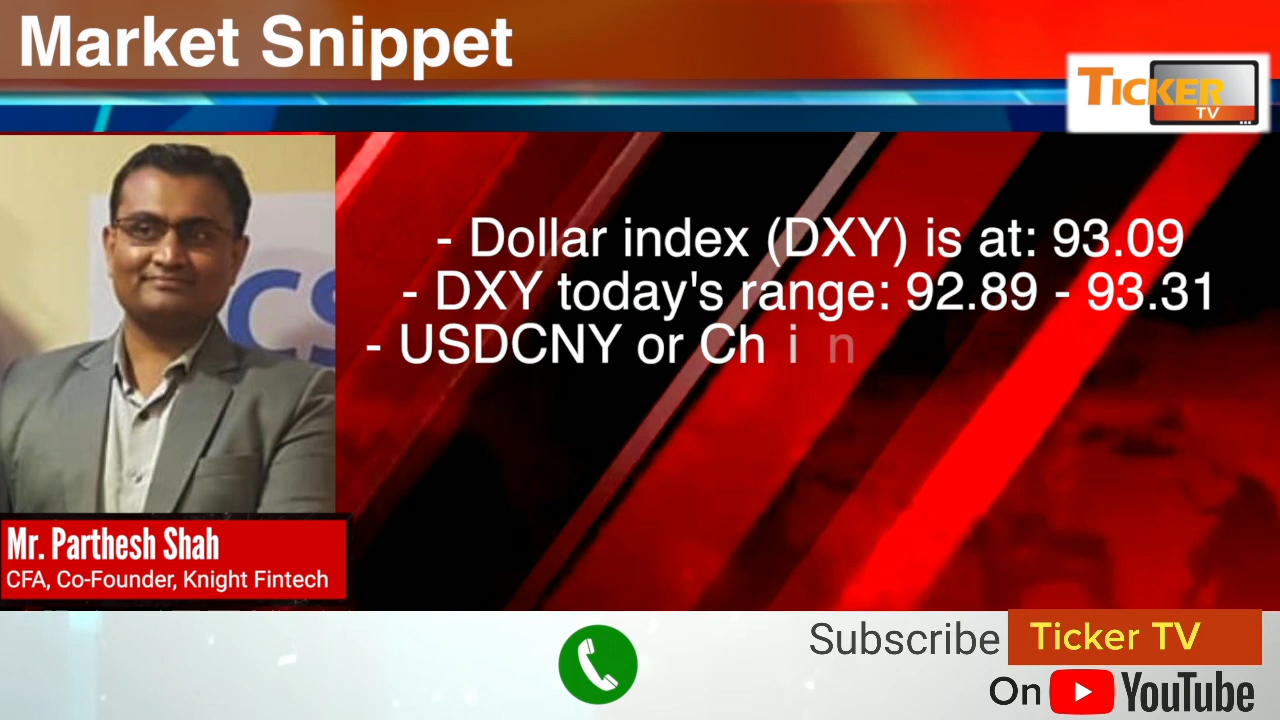 Market Snippet
TICKER
TV
- Dollar index (DXY) is at: 93.09
- DXY today's range: 92.89 - 93.31
- USDCNY or Ch i n
CS
Mr. Parthesh Shah
CFA, Co-Founder, Knight Fintech
Subscribe Ticker TV
On YouTube